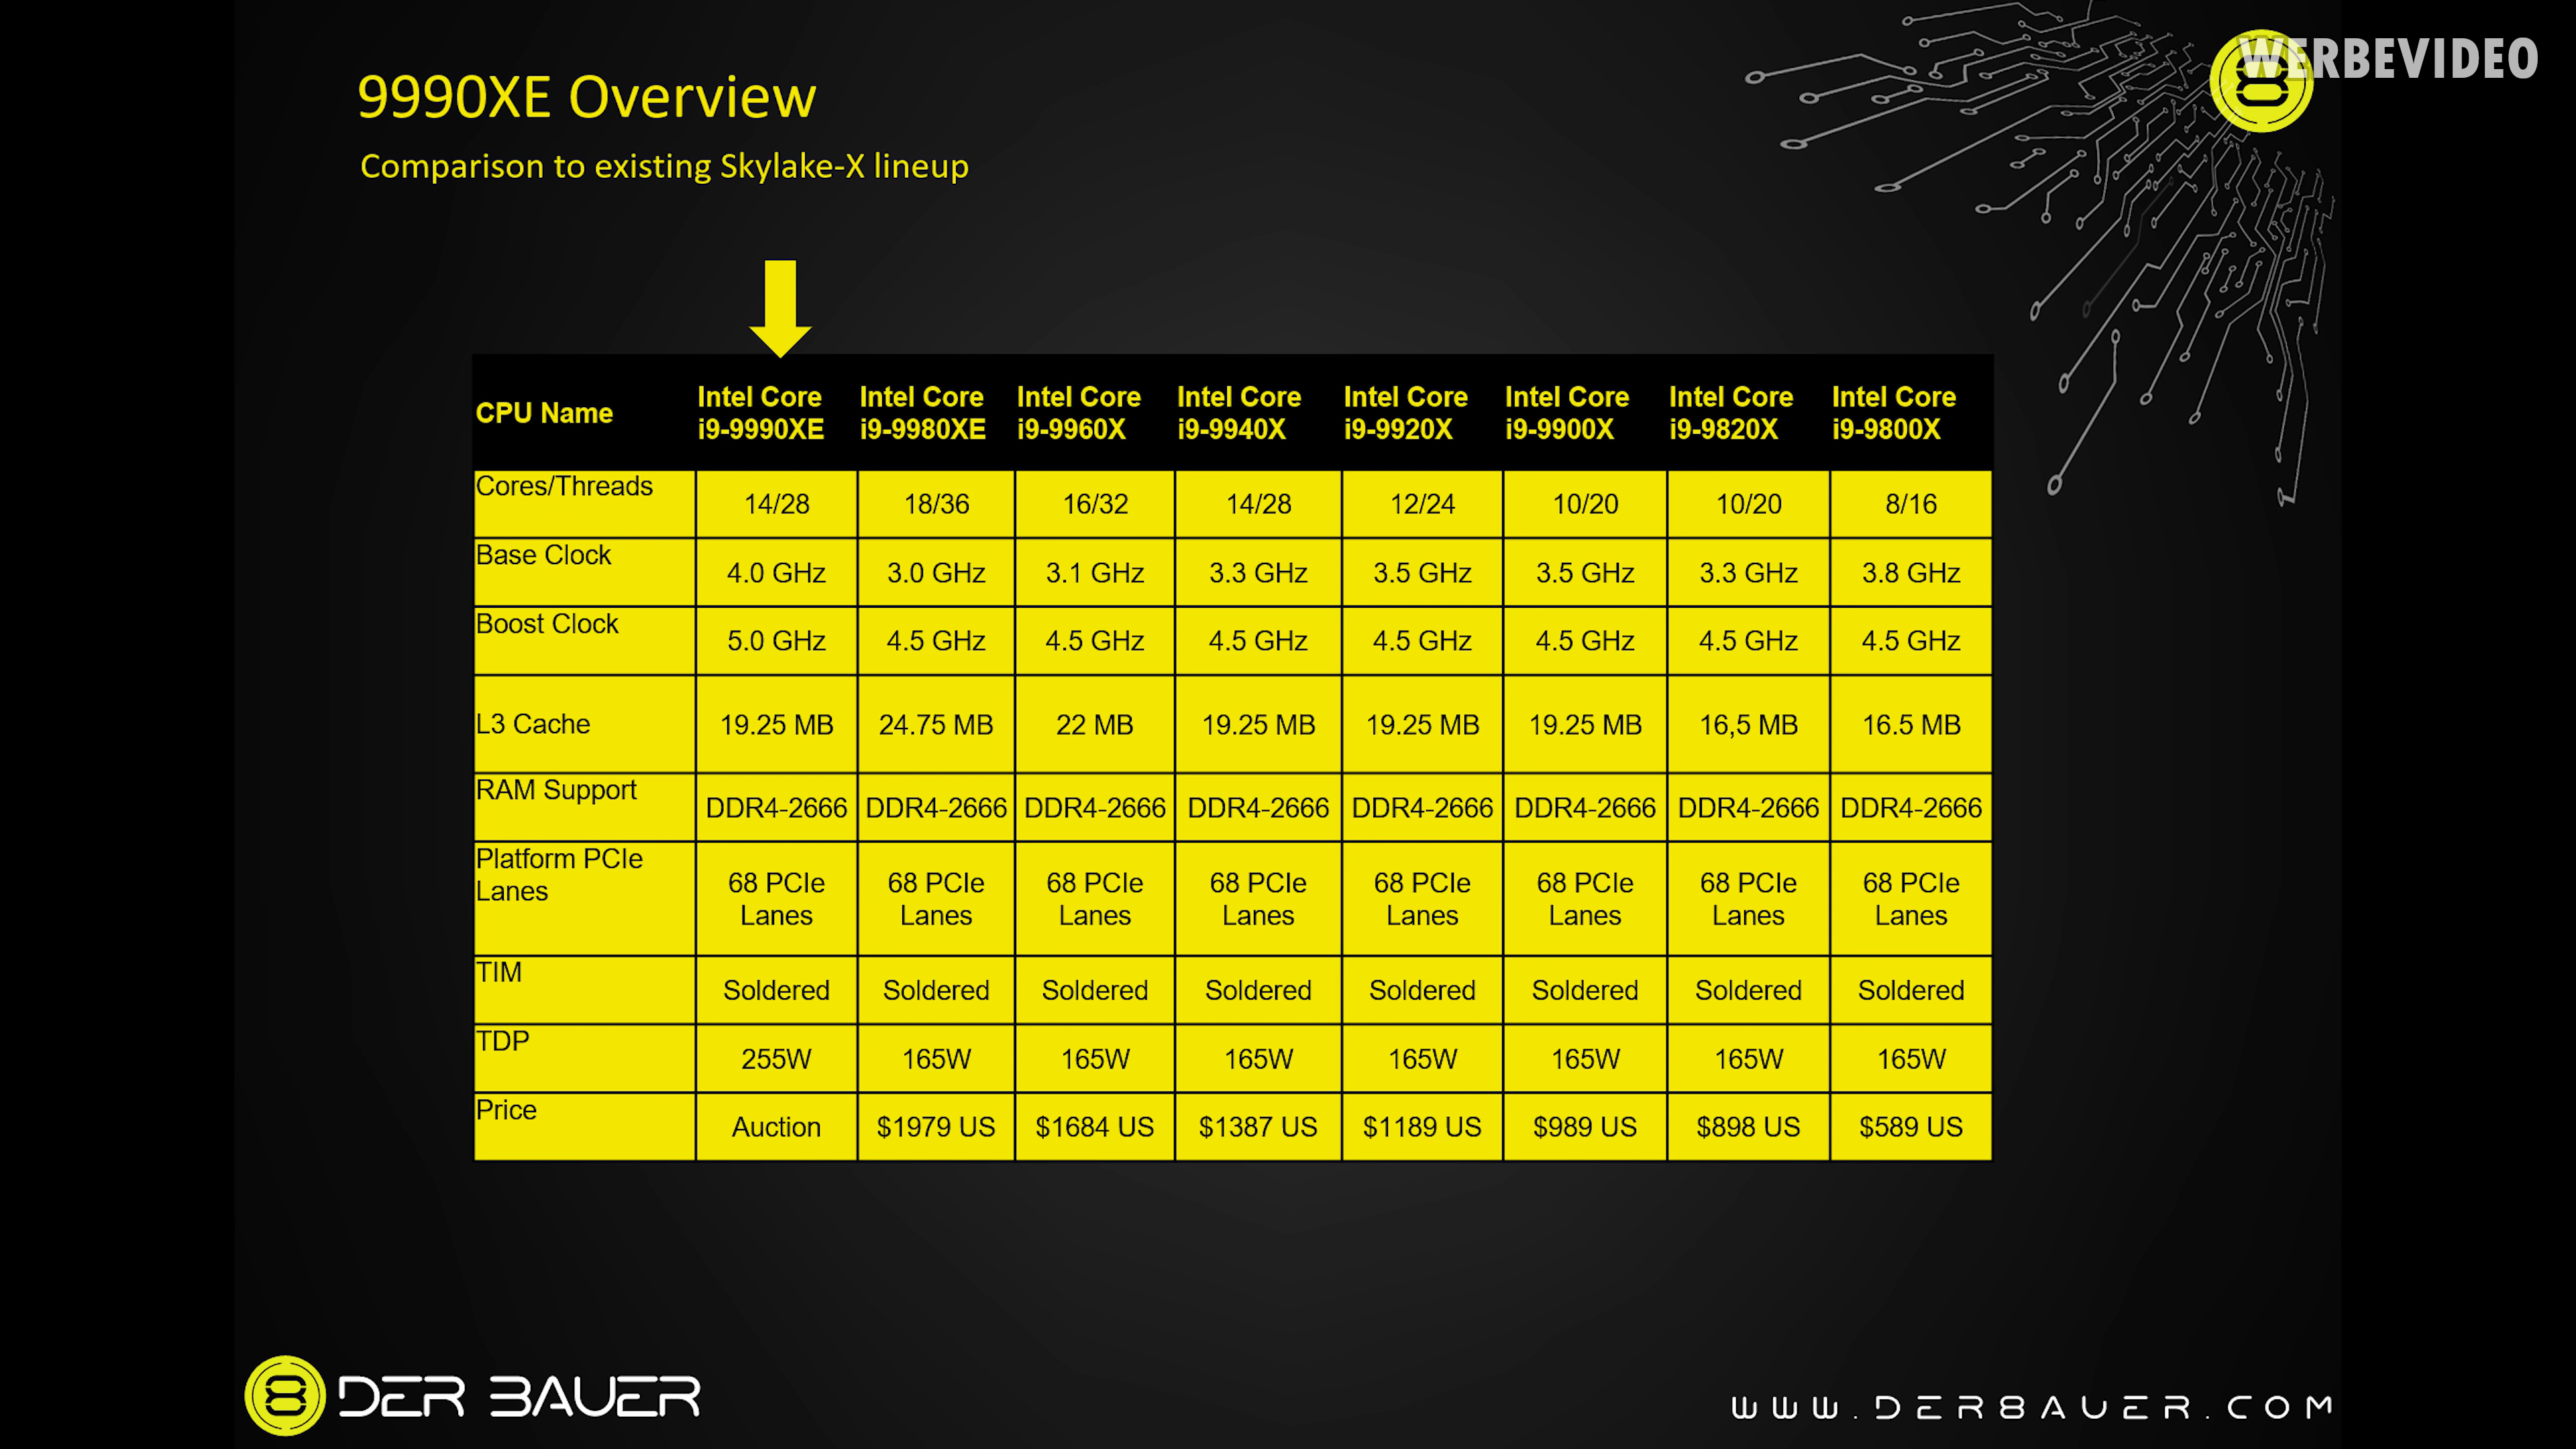 WERBEVIDEO
9990XE Overview
Comparison to existing Skylake-X lineup
CPU Name Intel Core i9-9990XE Intel Core i9-9980XE Intel Core i9-9960X Intel Core i9-9940X Intel Core i9-9920X Intel Core i9-9900X Intel Core i9-9820X Intel Core i9-9800X
Cores/Threads 14/28 18/36 16/32 14/28 12/24 10/20 10/20 8/16
Base Clock 4.0 GHz 3.0 GHz 3.1 GHz 3.3 GHz 3.5 GHz 3.5 GHz 3.3 GHz 3.8 GHz
Boost Clock 5.0 GHz 4.5 GHz 4.5 GHz 4.5 GHz 4.5 GHz 4.5 GHz 4.5 GHz 4.5 GHz
L3 Cache 19.25 MB 24.75 MB 22 MB 19.25 MB 19.25 MB 19.25 MB 16,5 MB 16.5 MB
RAM Support DDR4-2666 DDR4-2666 DDR4-2666 DDR4-2666 DDR4-2666 DDR4-2666 DDR4-2666 DDR4-2666
Platform PCIe Lanes 68 PCIe Lanes 68 PCIe Lanes 68 PCIe Lanes 68 PCIe Lanes 68 PCIe Lanes 68 PCIe Lanes 68 PCIe Lanes 68 PCIe Lanes
TIM Soldered Soldered Soldered Soldered Soldered Soldered Soldered Soldered
TDP 255W 165W 165W 165W 165W 165W 165W 165W
Price Auction $1979 US $1684 US $1387 US $1189 US $989 US $898 US $589 US
8 DER BAUER
WWW.DER8AUER.COM